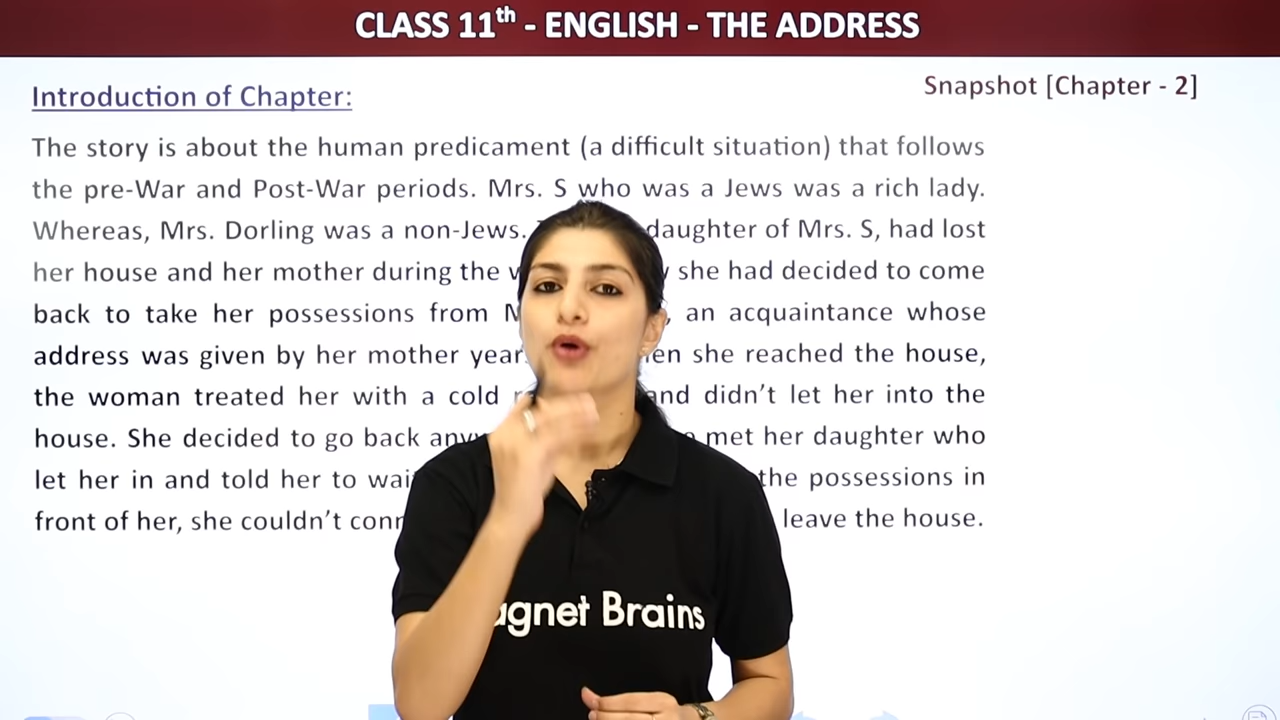 CLASS 11th - ENGLISH - THE ADDRESS
Snapshot [Chapter - 2]
Introduction of Chapter:
The story is about the human predicament (a difficult situation) that follows
the pre-War and Post-War periods. Mrs. S who was a Jews was a rich lady.
Whereas, Mrs. Dorling was a non-Jews. daughter of Mrs. S, had lost
her house and her mother during the she had decided to come
back to take her possessions from an acquaintance whose
address was given by her mother she reached the house,
the woman treated her with a cold and didn't let her into the
house. She decided to go back met her daughter who
let her in and told her to the possessions in
front of her, she couldn't leave the house.
Brains